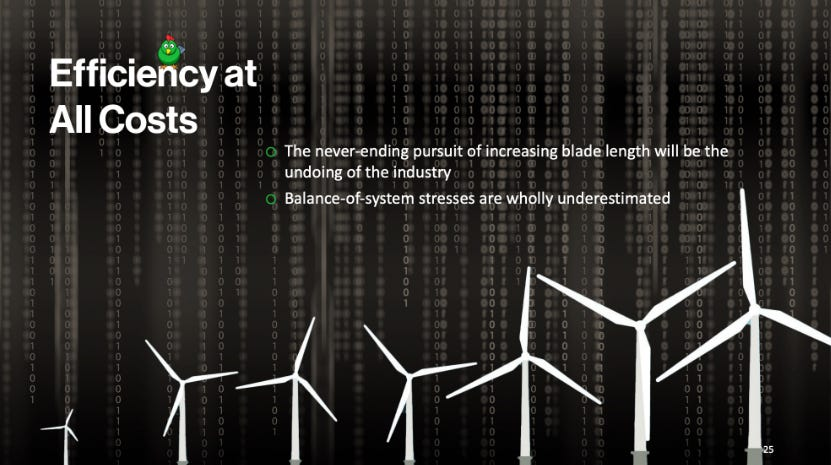 Efficiency at
All Costs
The never-ending pursuit of increasing blade length will be the
undoing of the industry
Balance-of-system stresses are wholly underestimated
25